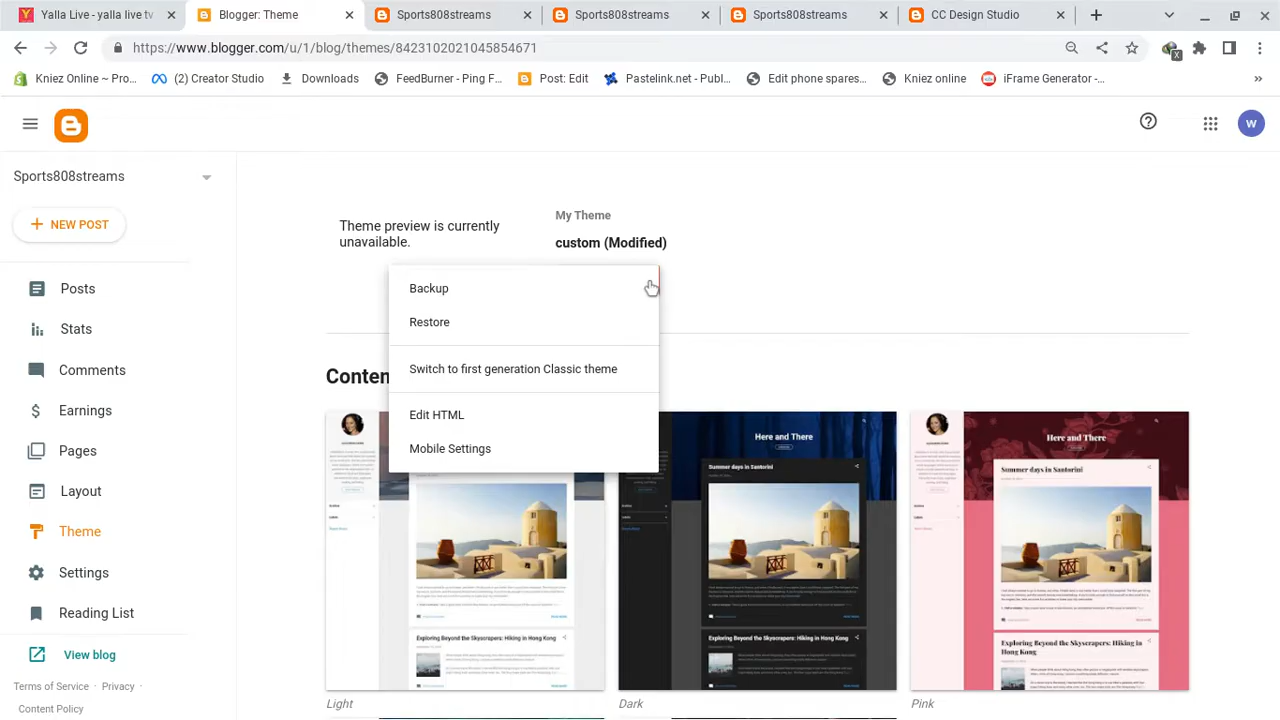 Yalla Live - yalla live tv
Blogger: Theme
Sports808streams
Sports808streams
Sports808streams
CC Design Studio
https://www.blogger.com/u/1/blog/themes/8423102021045854671
Kniez Online ~ Pro...
(2) Creator Studio
Downloads
FeedBurner - Ping F...
Post: Edit
Pastelink.net - Publ...
Edit phone spares...
Kniez online
iFrame Generator -...
»
X
W
Sports808streams
NEW POST
Posts
Stats
Comments
Earnings
Pages
Layout
Theme
Settings
Reading List
View blog
Terms of Service · Privacy ·
Content Policy
Theme preview is currently
unavailable.
My Theme
custom (Modified)
Backup
Restore
Switch to first generation Classic theme
Edit HTML
Mobile Settings
Conten
Here and There
Summer days in Santorini
Exploring Beyond the Skyscrapers: Hiking in Hong Kong
Here and There
Summer days in Santorini
Exploring Beyond the Skyscrapers: Hiking in
Hong Kong
Light
Dark
Pink